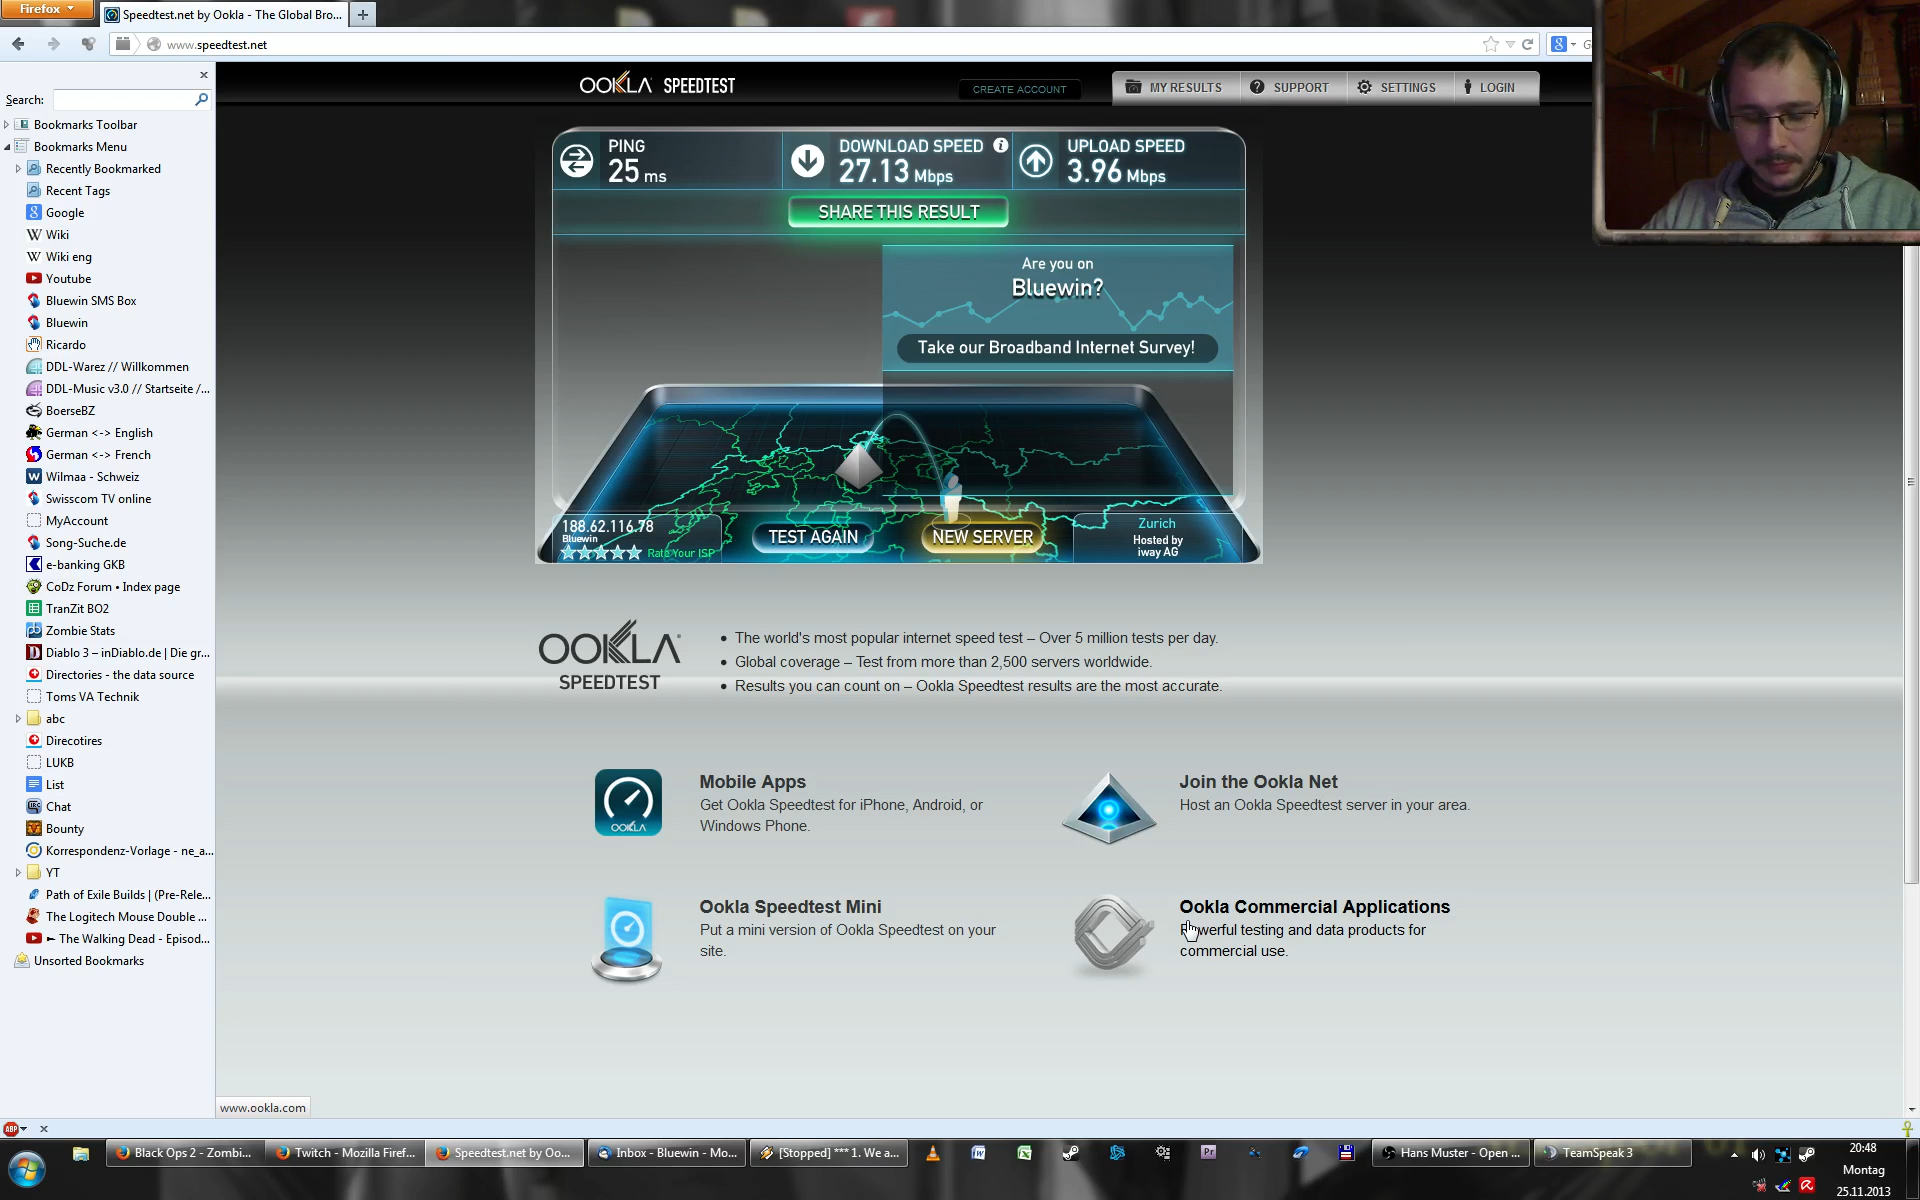 Firefox
Speedtest.net by Ookla - The Global Bro...
www.speedtest.net
Search:
Bookmarks Toolbar
Bookmarks Menu
Recently Bookmarked
Recent Tags
Google
Wiki
Wiki eng
Youtube
Bluewin SMS Box
Bluewin
Ricardo
DDL-Warez // Willkommen
DDL-Music v3.0 // Startseite /...
BoerseBZ
German <-> English
German <-> French
Wilmaa - Schweiz
Swisscom TV online
MyAccount
Song-Suche.de
e-banking GKB
CoDz Forum • Index page
TranZit BO2
Zombie Stats
Diablo 3 – inDiablo.de | Die gr...
Directories - the data source
Toms VA Technik
abc
Direcotires
LUKB
List
Chat
Bounty
Korrespondenz-Vorlage - ne_a...
YT
Path of Exile Builds | (Pre-Rele...
The Logitech Mouse Double ...
The Walking Dead - Episod...
Unsorted Bookmarks
OOKLA SPEEDTEST
CREATE ACCOUNT
MY RESULTS
SUPPORT
SETTINGS
LOGIN
PING
25 ms
DOWNLOAD SPEED
27.13 Mbps
UPLOAD SPEED
3.96 Mbps
SHARE THIS RESULT
Are you on
Bluewin?
Take our Broadband Internet Survey!
188.62.116.78
Bluewin
Rate Your ISP
TEST AGAIN
NEW SERVER
Zurich
Hosted by
iway AG
OOKLA
SPEEDTEST
The world's most popular internet speed test – Over 5 million tests per day.
Global coverage – Test from more than 2,500 servers worldwide.
Results you can count on – Ookla Speedtest results are the most accurate.
OOKLA
Mobile Apps
Get Ookla Speedtest for iPhone, Android, or
Windows Phone.
Join the Ookla Net
Host an Ookla Speedtest server in your area.
Ookla Speedtest Mini
Put a mini version of Ookla Speedtest on your
site.
Ookla Commercial Applications
Powerful testing and data products for
commercial use.
www.ookla.com
ABP
Black Ops 2 - Zombi...
Twitch - Mozilla Firef...
Speedtest.net by Oo...
Inbox - Bluewin - Mo...
[Stopped] *** 1. We a...
Pr
Hans Muster - Open ...
TeamSpeak 3
20:48
Montag
25.11.2013